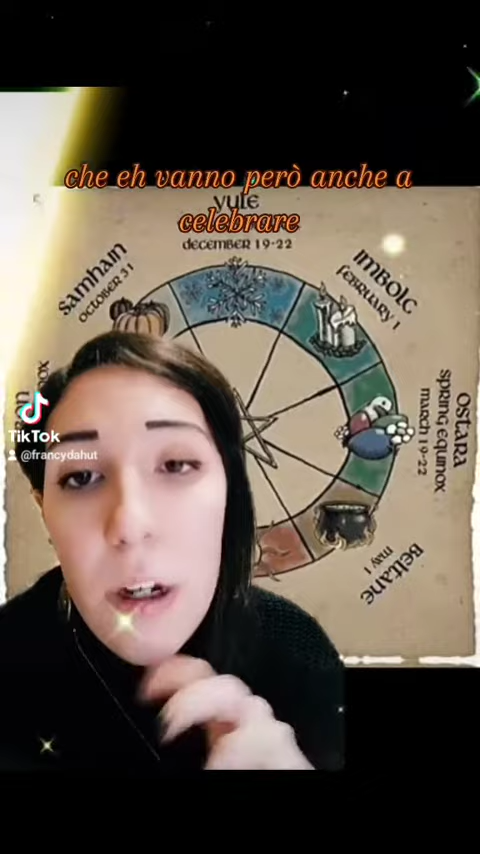 che eh vanno però anche a
celebrare
YULE
DECEMBER 19-22
SAMHAIN
OCTOBER 31
IMBOLC
FEBRUARY 1
OSTARA
SPRING EQUINOX
MARCH 19-22
BELTANE
MAY 1
TikTok
@francydahut